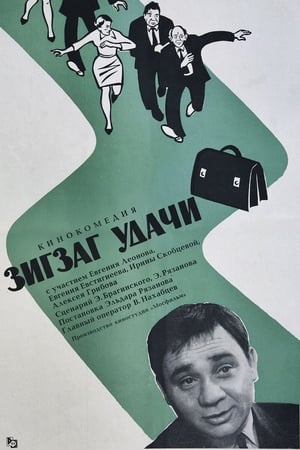 КИНОКОМЕДИЯ
ЗИГЗАГ УДАЧИ
с участием Евгения Леонова,
Евгения Евстигнеева, Ирины Скобцевой,
Алексея Грибова
Сценарий Э. Брагинского, Э. Рязанова
Постановка Эльдара Рязанова
Главный оператор В. Нахабцев
Производство киностудии «Мосфильм»